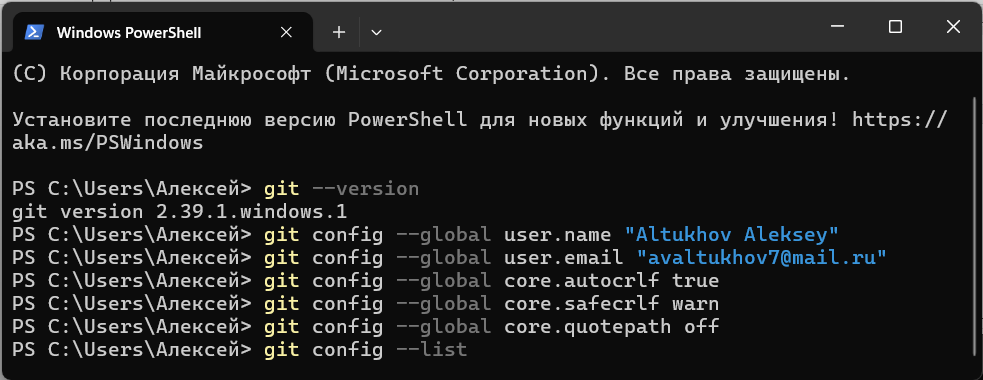 Windows PowerShell
(C) Корпорация Майкрософт (Microsoft Corporation). Все права защищены.
Установите последнюю версию PowerShell для новых функций и улучшения! https://
aka.ms/PSWindows
PS C:\Users\Алексей> git --version
git version 2.39.1.windows.1
PS C:\Users\Алексей> git config --global user.name "Altukhov Aleksey"
PS C:\Users\Алексей> git config --global user.email "avaltukhov7@mail.ru"
PS C:\Users\Алексей> git config --global core.autocrlf true
PS C:\Users\Алексей> git config --global core.safecrlf warn
PS C:\Users\Алексей> git config --global core.quotepath off
PS C:\Users\Алексей> git config --list